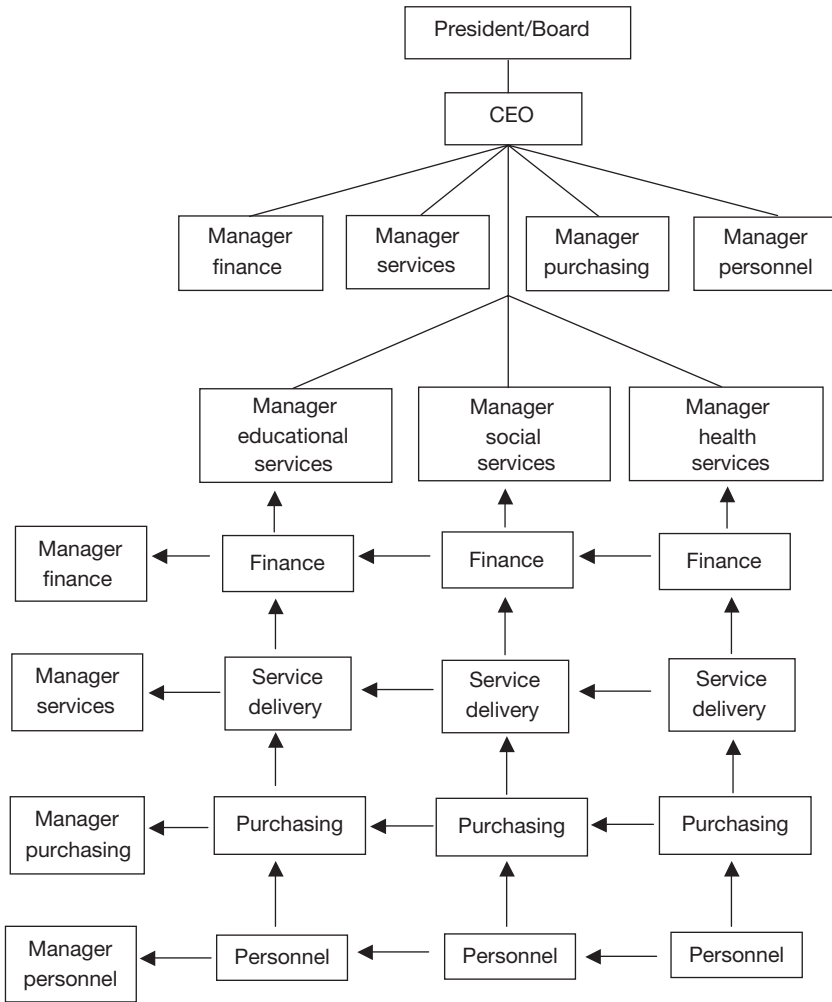 President/Board
CEO
Manager
finance
Manager
services
Manager
purchasing
Manager
personnel
Manager
educational
services
Manager
social
services
Manager
health
services
Manager
finance
Finance
Finance
Finance
Manager
services
Service
delivery
Service
delivery
Service
delivery
Manager
purchasing
Purchasing
Purchasing
Purchasing
Manager
personnel
Personnel
Personnel
Personnel